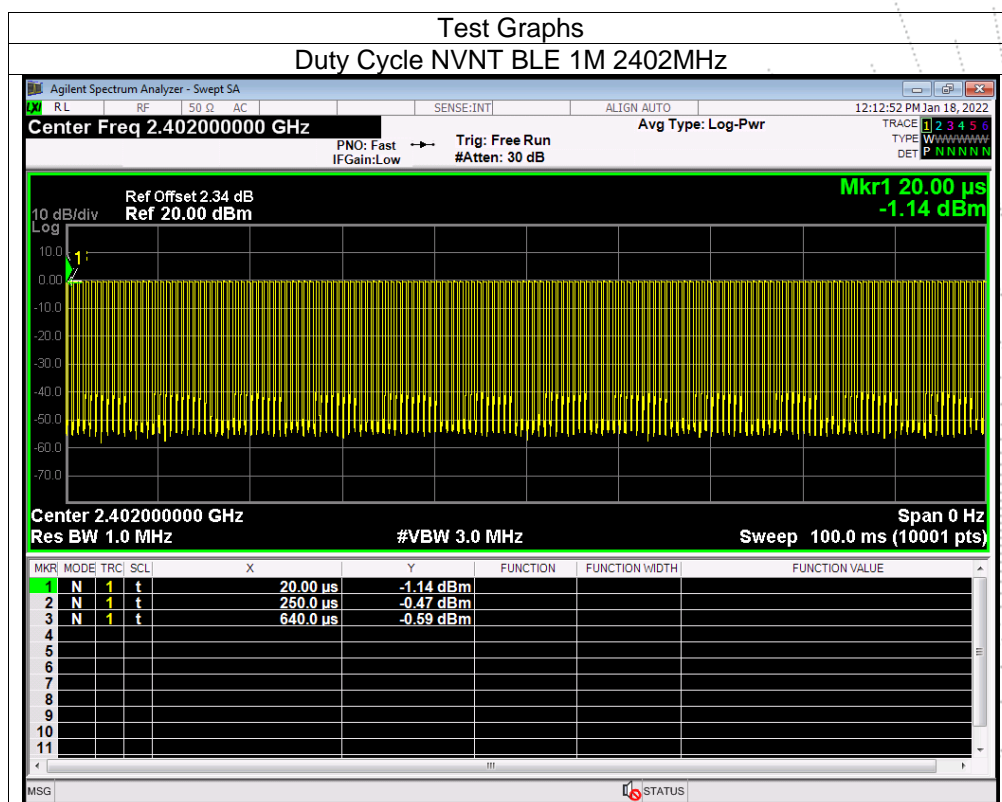 Test Graphs
Duty Cycle NVNT BLE 1M 2402MHz
Agilent Spectrum Analyzer - Swept SA
LXI RL RF 50 Ω AC SENSE:INT ALIGN AUTO 12:12:52 PM Jan 18, 2022
Center Freq 2.402000000 GHz Avg Type: Log-Pwr TRACE 1 2 3 4 5 6
PNO: Fast Trig: Free Run TYPE WWWWWW
IFGain:Low #Atten: 30 dB DET P N N N N N
Mkr1 20.00 µs
Ref Offset 2.34 dB
10 dB/div Ref 20.00 dBm -1.14 dBm
Log
10.0
1
0.00
-10.0
-20.0
-30.0
-40.0
-50.0
-60.0
-70.0
Center 2.402000000 GHz Span 0 Hz
Res BW 1.0 MHz #VBW 3.0 MHz Sweep 100.0 ms (10001 pts)
MKR MODE TRC SCL X Y FUNCTION FUNCTION WIDTH FUNCTION VALUE
1 N 1 t 20.00 µs -1.14 dBm
2 N 1 t 250.0 µs -0.47 dBm
3 N 1 t 640.0 µs -0.59 dBm
4
5
6
7
8
9
10
11
MSG STATUS